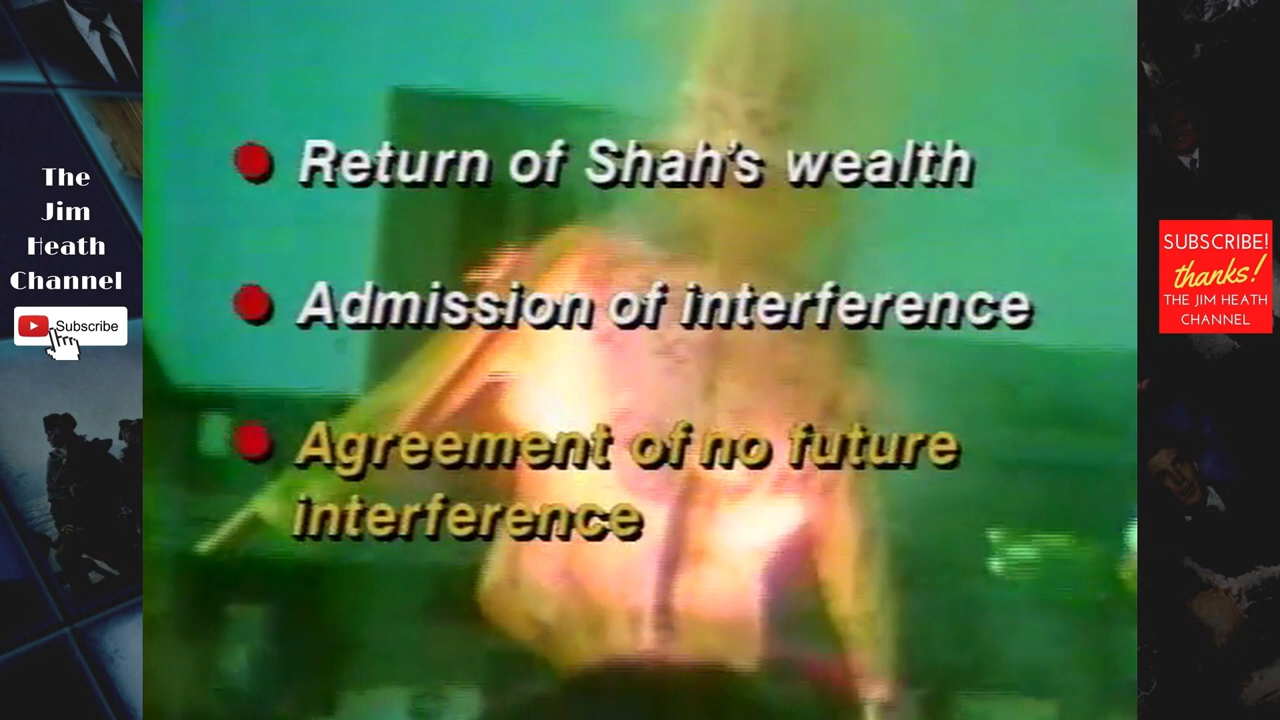 The
Jim
Heath
Channel
Subscribe
Return of Shah's wealth
Admission of interference
Agreement of no future
interference
SUBSCRIBE!
thanks!
THE JIM HEATH
CHANNEL